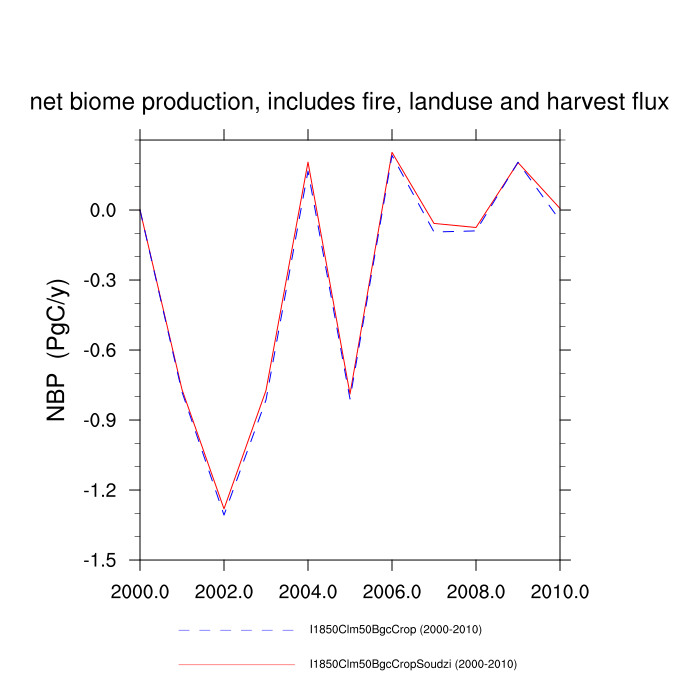 net biome production, includes fire, landuse and harvest flux
NBP (PgC/y)
0.0
-0.3
-0.6
-0.9
-1.2
-1.5
2000.0 2002.0 2004.0 2006.0 2008.0 2010.0
I1850Clm50BgcCrop (2000-2010)
I1850Clm50BgcCropSoudzi (2000-2010)